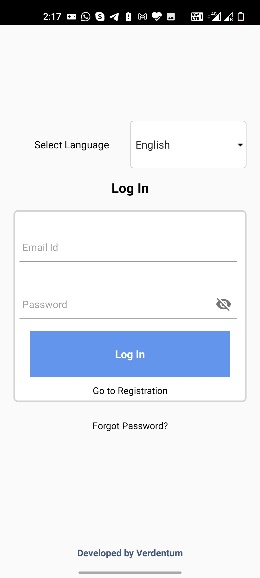 2:17
Select Language
English
Log In
Email Id
Password
Log In
Go to Registration
Forgot Password?
Developed by Verdentum